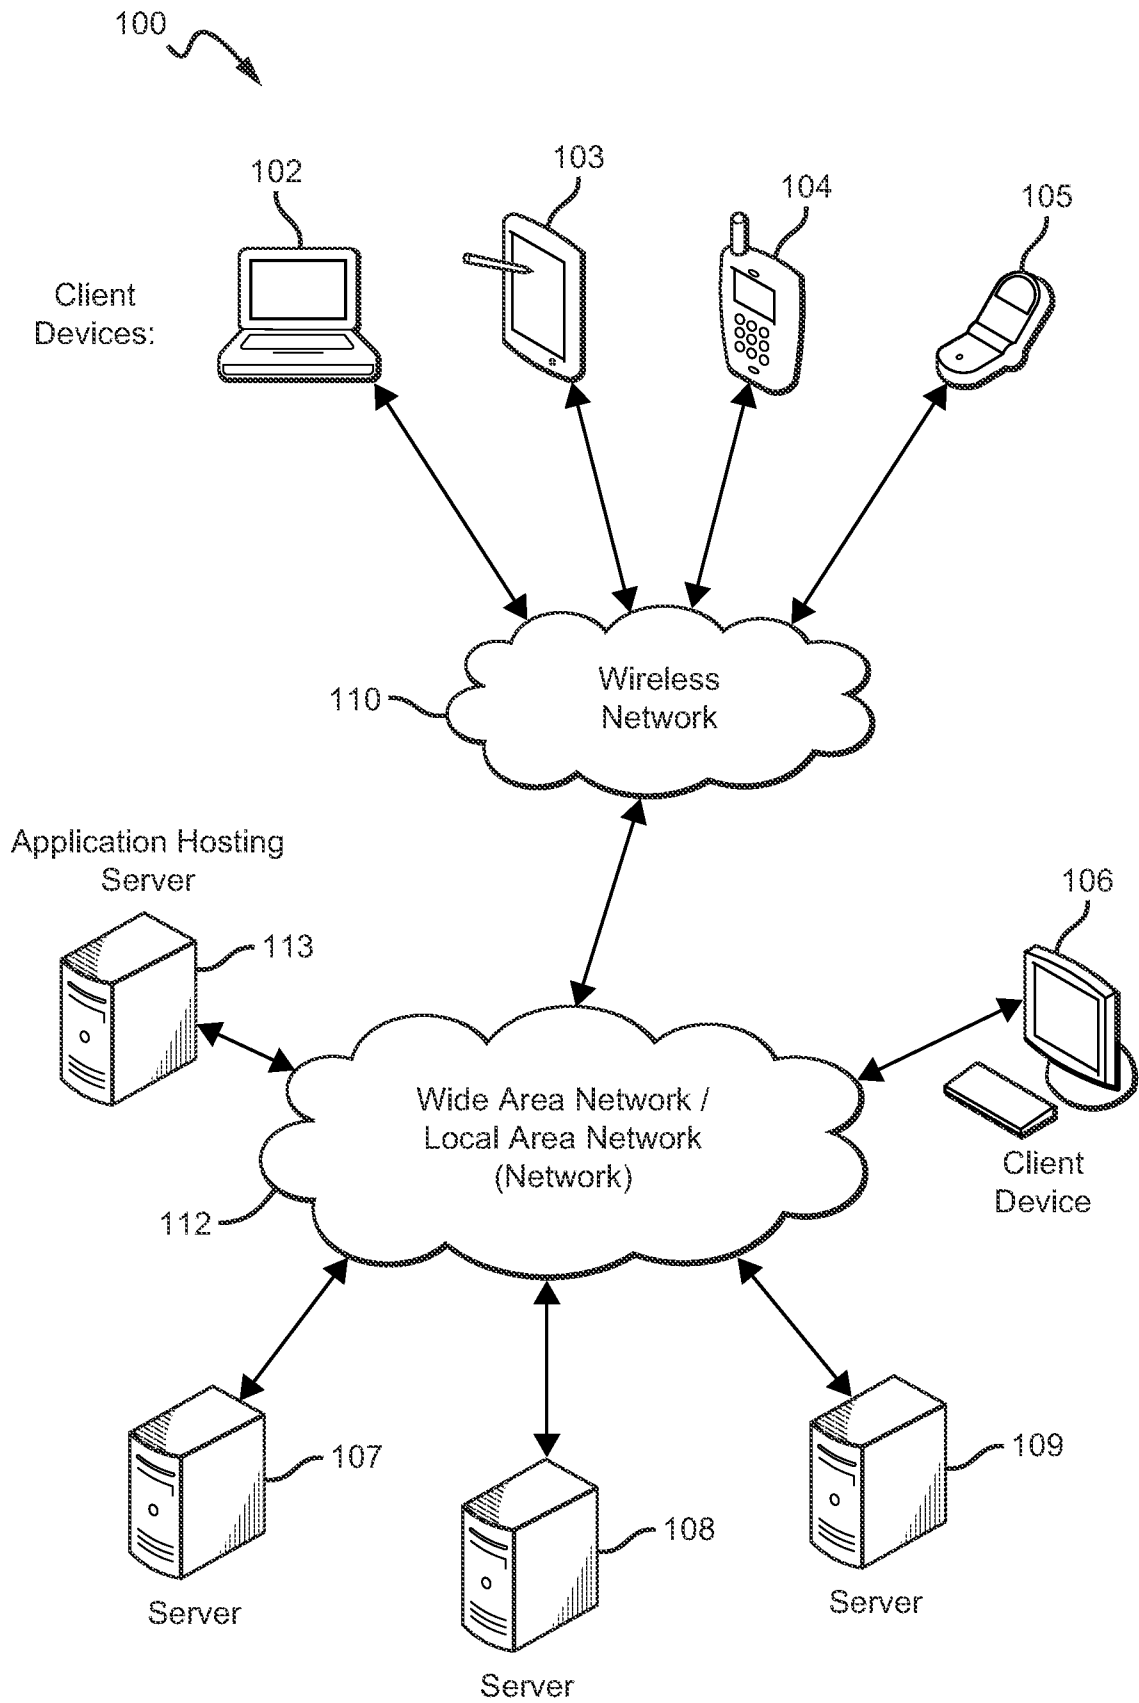 100
102
103
104
105
Client
Devices:
Wireless
Network
110
Application Hosting
Server
113
106
Wide Area Network /
Local Area Network
(Network)
Client
Device
112
107
108
109
Server
Server
Server